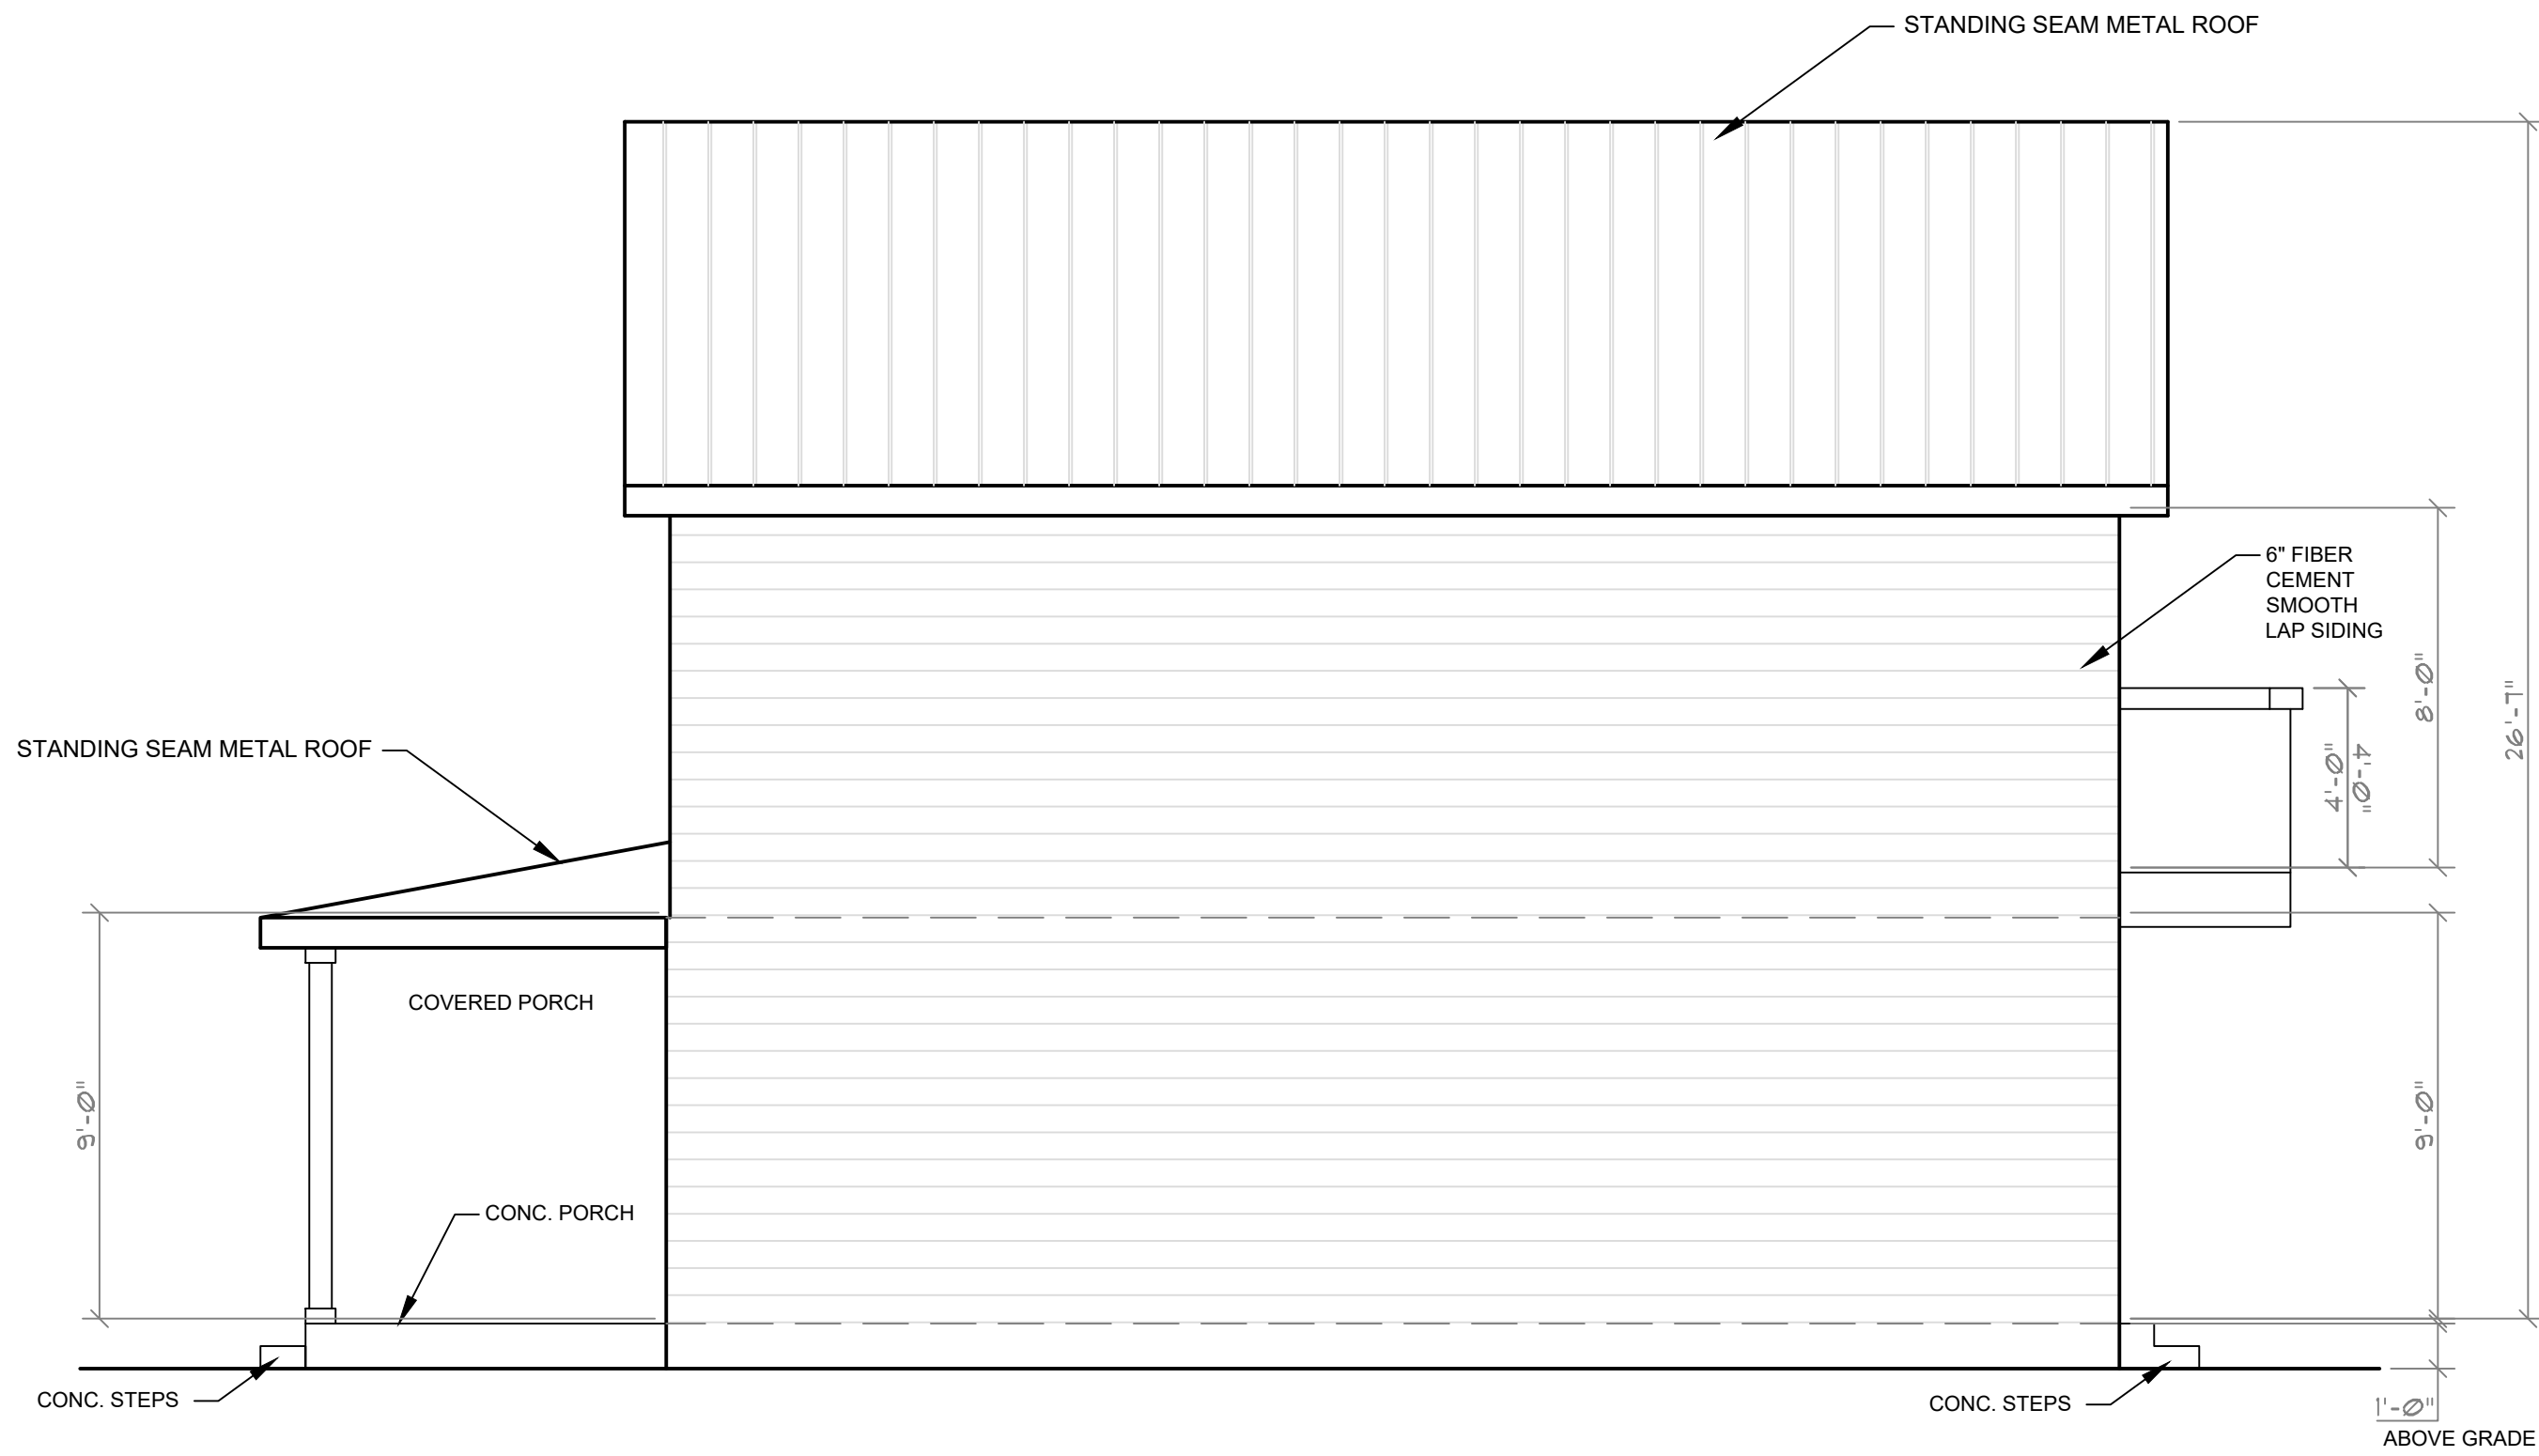 STANDING SEAM METAL ROOF
6" FIBER
CEMENT
SMOOTH
LAP SIDING
8'-0"
26'-7"
STANDING SEAM METAL ROOF
4'-0"
4'-0"
COVERED PORCH
9'-0"
9'-0"
CONC. PORCH
CONC. STEPS
CONC. STEPS
1'-0"
ABOVE GRADE